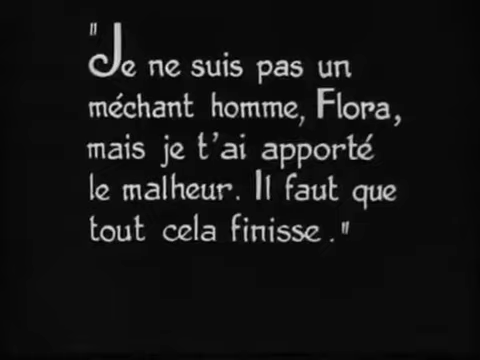 "Je ne suis pas un
méchant homme, Flora,
mais je t'ai apporté
le malheur. Il faut que
tout cela finisse."